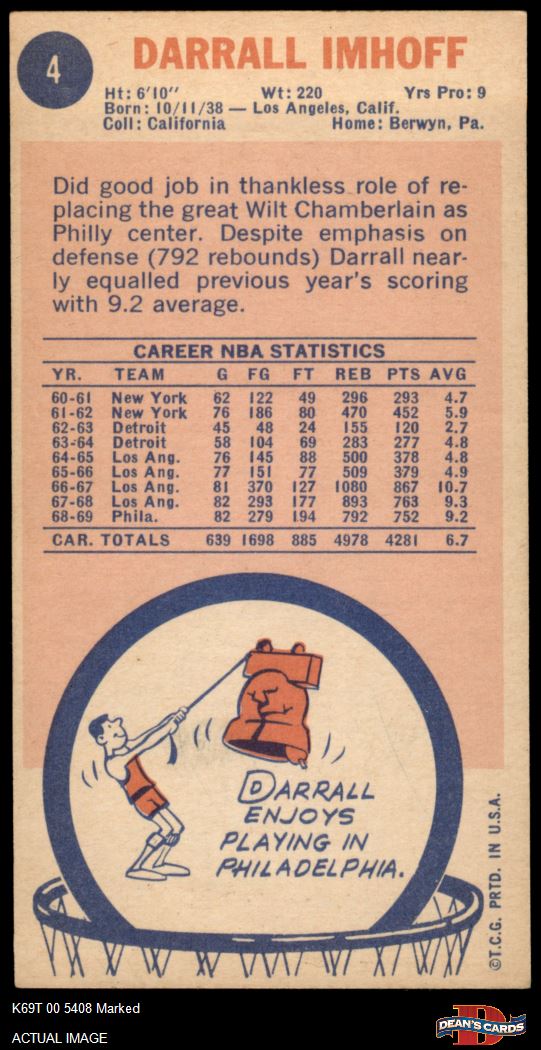 4
DARRALL IMHOFF
Ht: 6'10" Wt: 220 Yrs Pro: 9
Born: 10/11/38 — Los Angeles, Calif.
Coll: California Home: Berwyn, Pa.
Did good job in thankless role of re-
placing the great Wilt Chamberlain as
Philly center. Despite emphasis on
defense (792 rebounds) Darrall near-
ly equalled previous year's scoring
with 9.2 average.
CAREER NBA STATISTICS
YR. TEAM G FG FT REB PTS AVG
60-61 New York 62 122 49 296 293 4.7
61-62 New York 76 186 80 470 452 5.9
62-63 Detroit 45 48 24 155 120 2.7
63-64 Detroit 58 104 69 283 277 4.8
64-65 Los Ang. 76 145 88 500 378 4.8
65-66 Los Ang. 77 151 77 509 379 4.9
66-67 Los Ang. 81 370 127 1080 867 10.7
67-68 Los Ang. 82 293 177 893 763 9.3
68-69 Phila. 82 279 194 792 752 9.2
CAR. TOTALS 639 1698 885 4978 4281 6.7
DARRALL
ENJOYS
PLAYING IN
PHILADELPHIA.
©T.C.G. PRTD. IN U.S.A.
K69T 00 5408 Marked
ACTUAL IMAGE
D
DEAN'S CARDS